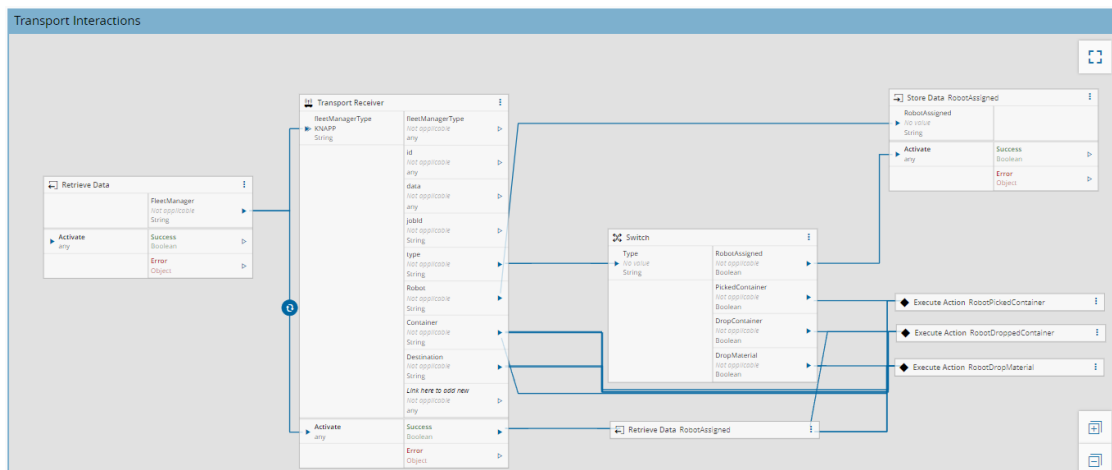 Transport Interactions
Transport Receiver
fleetManagerType
KNAPP
String
fleetManagerType
Not applicable
any
id
Not applicable
any
data
Not applicable
any
jobId
Not applicable
String
type
Not applicable
String
Robot
Not applicable
String
Container
Not applicable
String
Destination
Not applicable
String
Link here to add new
Not applicable
any
Activate
any
Success
Boolean
Error
Object
Retrieve Data
FleetManager
Not applicable
String
Activate
any
Success
Boolean
Error
Object
Switch
Type
No value
String
RobotAssigned
Not applicable
Boolean
PickedContainer
Not applicable
Boolean
DropContainer
Not applicable
Boolean
DropMaterial
Not applicable
Boolean
Retrieve Data RobotAssigned
Store Data RobotAssigned
RobotAssigned
No value
String
Activate
any
Success
Boolean
Error
Object
Execute Action RobotPickedContainer
Execute Action RobotDroppedContainer
Execute Action RobotDropMaterial